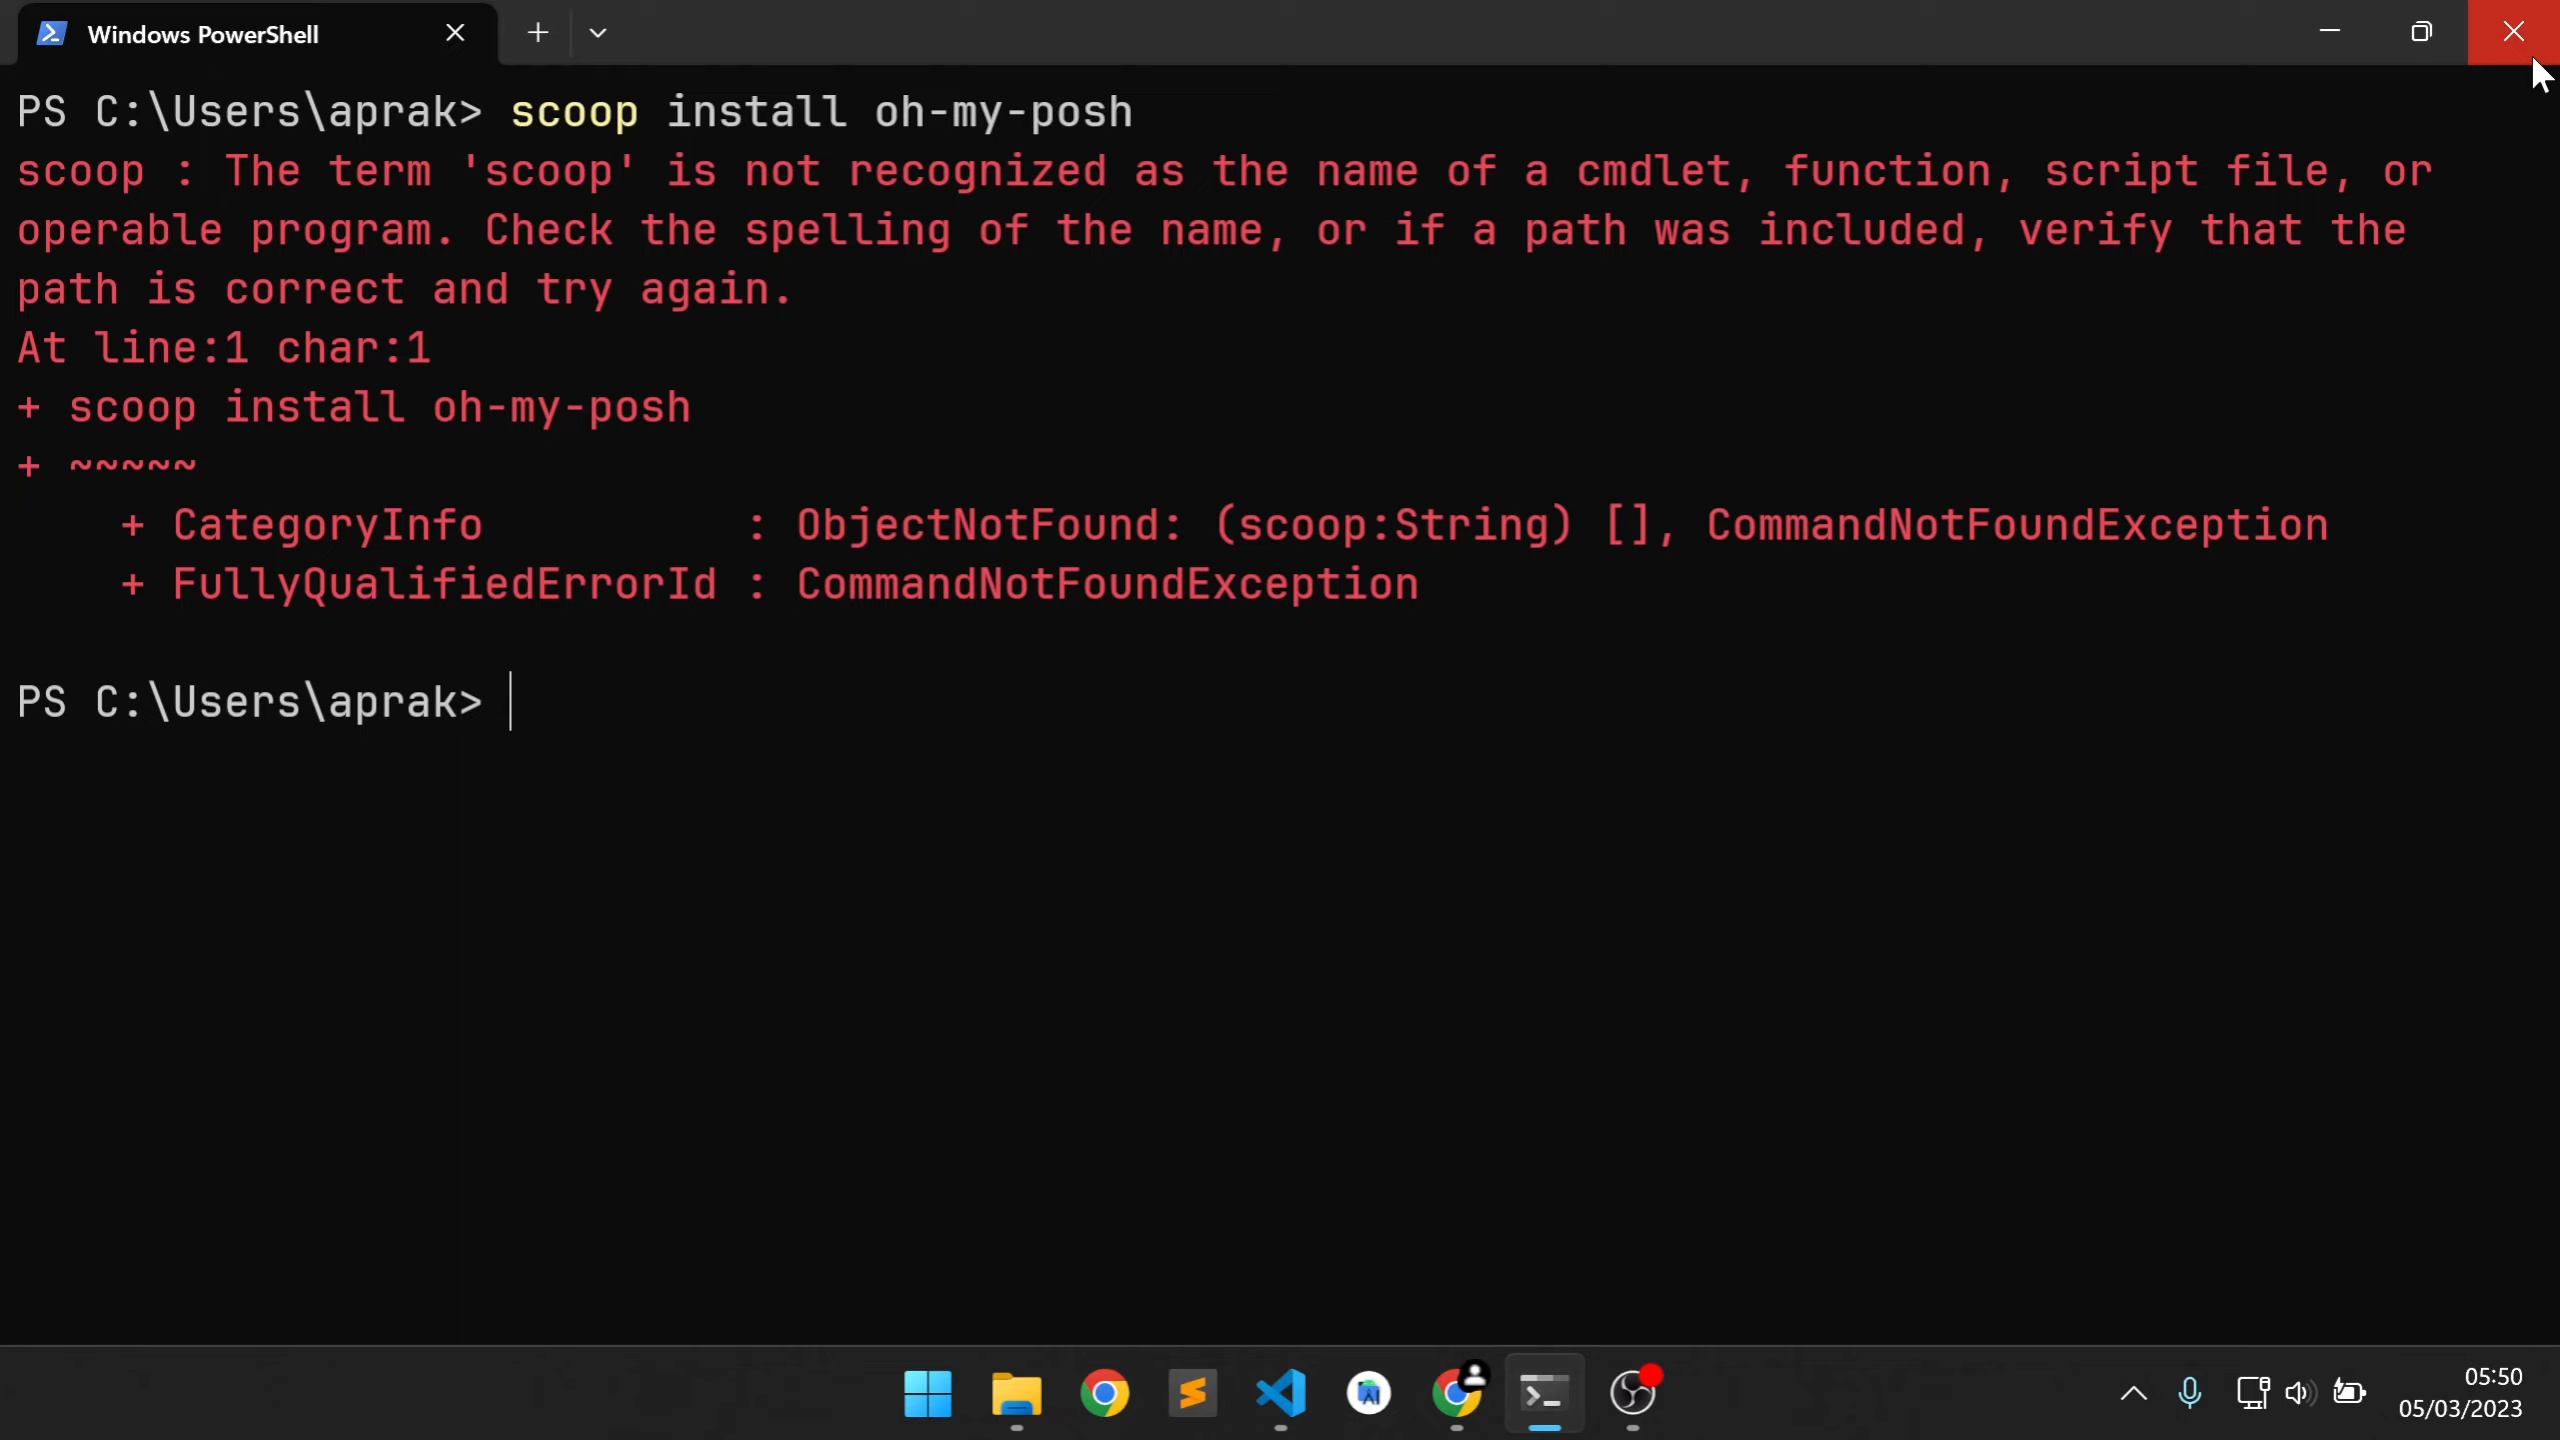 Windows PowerShell
PS C:\Users\aprak> scoop install oh-my-posh
scoop : The term 'scoop' is not recognized as the name of a cmdlet, function, script file, or
operable program. Check the spelling of the name, or if a path was included, verify that the
path is correct and try again.
At line:1 char:1
+ scoop install oh-my-posh
+ ~~~~~
    + CategoryInfo          : ObjectNotFound: (scoop:String) [], CommandNotFoundException
    + FullyQualifiedErrorId : CommandNotFoundException
PS C:\Users\aprak>
05:50
05/03/2023